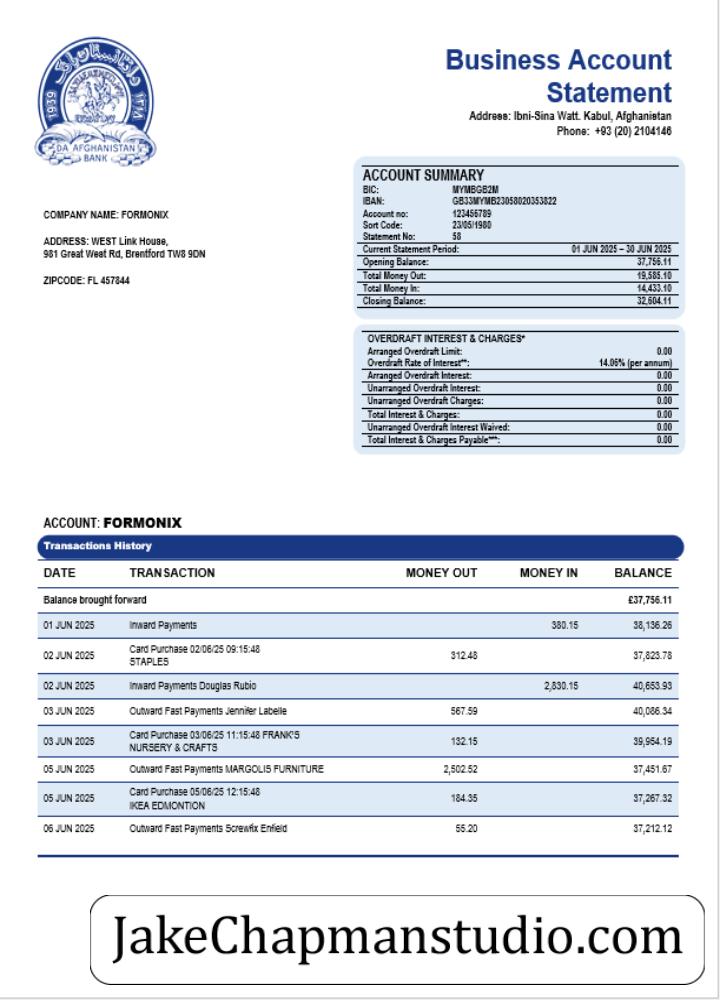 Business Account
Statement
Address: Ibni-Sina Watt. Kabul, Afghanistan
Phone: +93 (20) 2104146
د افغانستان بانک
1939
۱۳۱۸
DA AFGHANISTAN
BANK
COMPANY NAME: FORMONIX
ADDRESS: WEST Link House,
981 Great West Rd, Brentford TW8 9DN
ZIPCODE: FL 457844
ACCOUNT SUMMARY
BIC: MYMBGB2M
IBAN: GB33MYMB23058020353822
Account no: 123456789
Sort Code: 23/05/1980
Statement No: 58
Current Statement Period: 01 JUN 2025 – 30 JUN 2025
Opening Balance: 37,756.11
Total Money Out: 19,585.10
Total Money In: 14,433.10
Closing Balance: 32,604.11
OVERDRAFT INTEREST & CHARGES*
Arranged Overdraft Limit: 0.00
Overdraft Rate of Interest**: 14.06% (per annum)
Arranged Overdraft Interest: 0.00
Unarranged Overdraft Interest: 0.00
Unarranged Overdraft Charges: 0.00
Total Interest & Charges: 0.00
Unarranged Overdraft Interest Waived: 0.00
Total Interest & Charges Payable***: 0.00
ACCOUNT: FORMONIX
Transactions History
DATE TRANSACTION MONEY OUT MONEY IN BALANCE
Balance brought forward £37,756.11
01 JUN 2025 Inward Payments 380.15 38,136.26
02 JUN 2025 Card Purchase 02/06/25 09:15:48 312.48 37,823.78
STAPLES
02 JUN 2025 Inward Payments Douglas Rubio 2,830.15 40,653.93
03 JUN 2025 Outward Fast Payments Jennifer Labelle 567.59 40,086.34
03 JUN 2025 Card Purchase 03/06/25 11:15:48 FRANK'S 132.15 39,954.19
NURSERY & CRAFTS
05 JUN 2025 Outward Fast Payments MARGOLIS FURNITURE 2,502.52 37,451.67
05 JUN 2025 Card Purchase 05/06/25 12:15:48 184.35 37,267.32
IKEA EDMONTION
06 JUN 2025 Outward Fast Payments Screwfix Enfield 55.20 37,212.12
JakeChapmanstudio.com